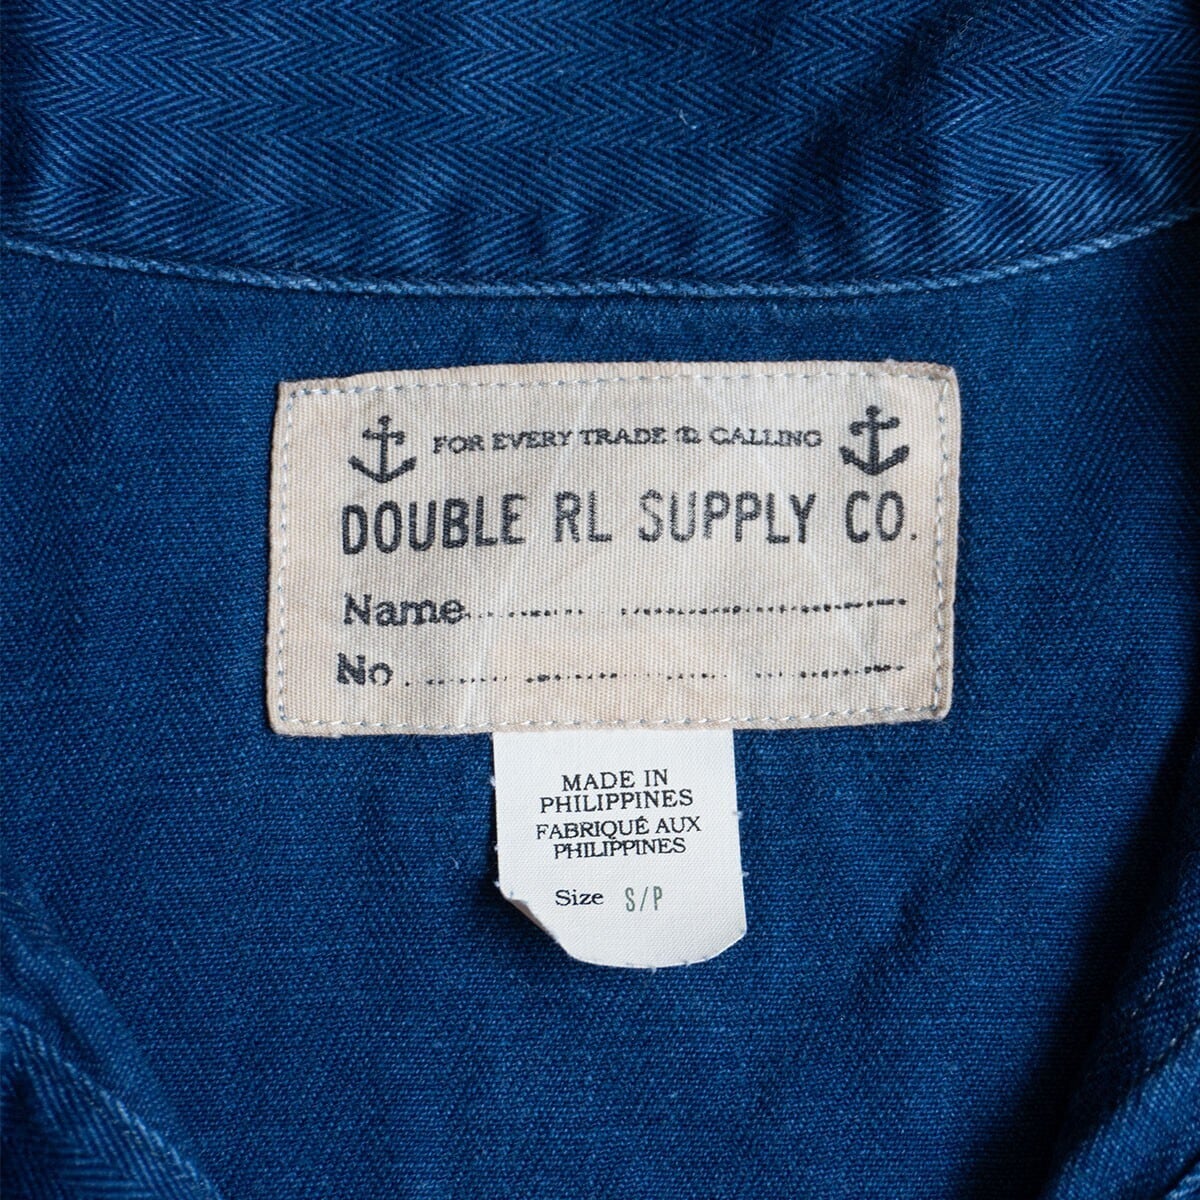 FOR EVERY TRADE & CALLING
DOUBLE RL SUPPLY CO.
Name
No.
MADE IN
PHILIPPINES
FABRIQUÉ AUX
PHILIPPINES
Size S/P